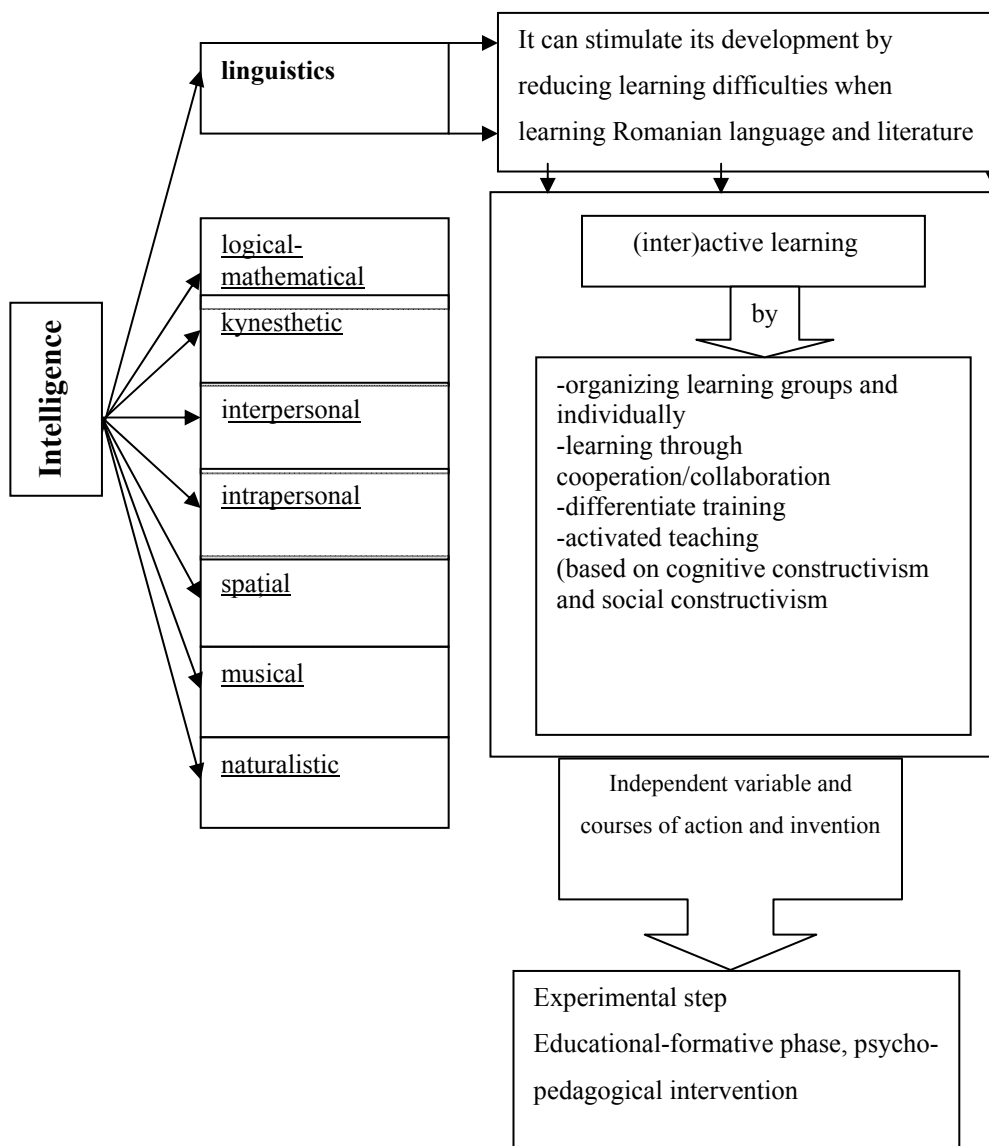 Intelligence
linguistics
logical-
mathematical
kynesthetic
interpersonal
intrapersonal
spațial
musical
naturalistic
It can stimulate its development by
reducing learning difficulties when
learning Romanian language and literature
(inter)active learning
by
-organizing learning groups and
individually
-learning through
cooperation/collaboration
-differentiate training
-activated teaching
(based on cognitive constructivism
and social constructivism
Independent variable and
courses of action and invention
Experimental step
Educational-formative phase, psycho-
pedagogical intervention